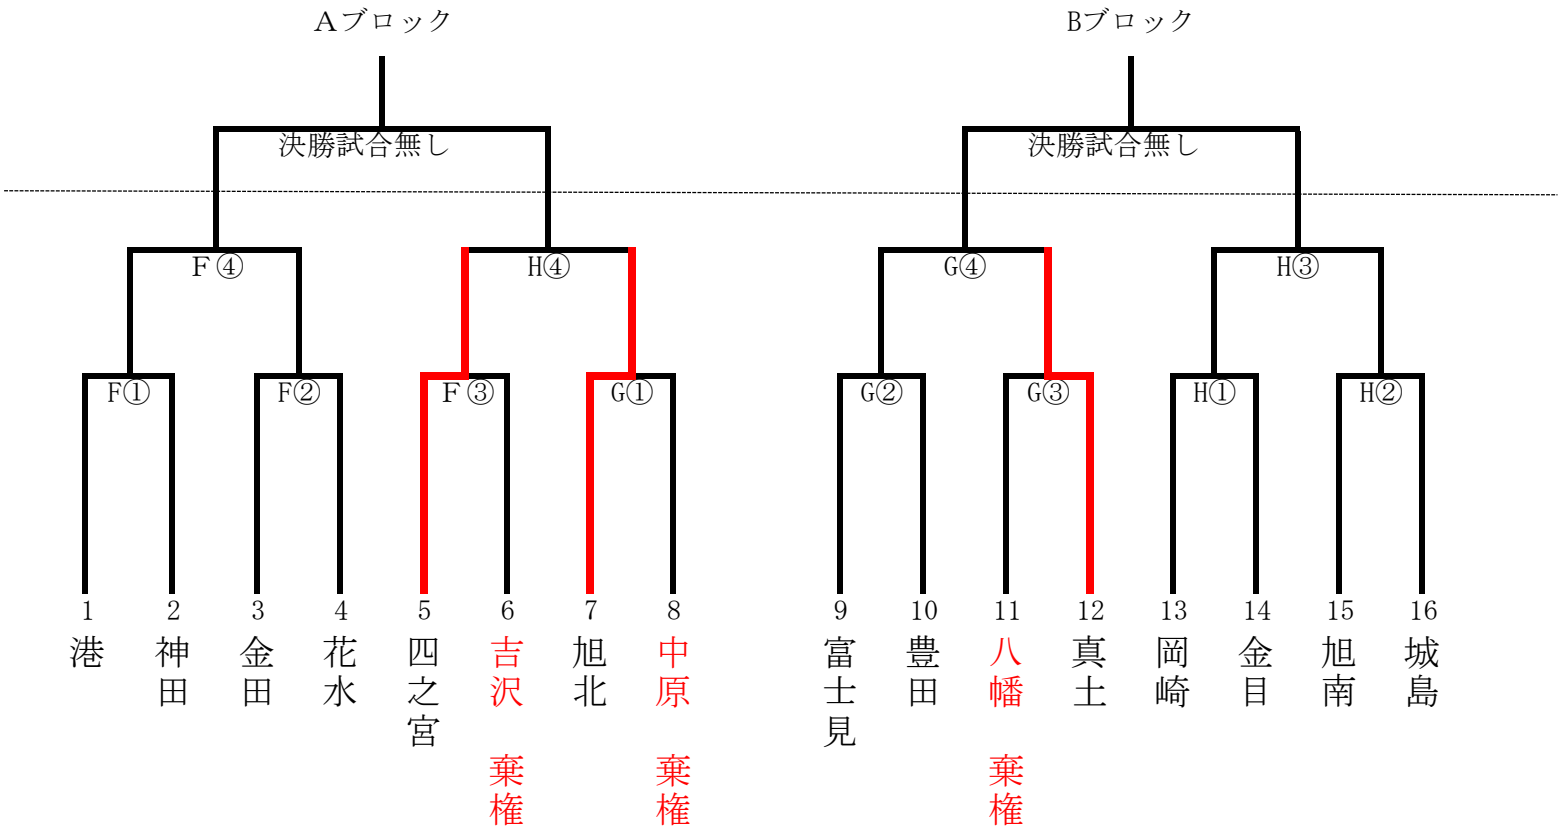 Ａブロック
Bブロック
決勝試合無し
決勝試合無し
Ｆ④
H④
G④
H③
F①
F②
Ｆ③
G①
G②
G③
H①
H②
1
2
3
4
5
6
7
8
9
10
11
12
13
14
15
16
港
神田
金田
花水
四之宮
吉沢 棄権
旭北
中原 棄権
富士見
豊田
八幡 棄権
真土
岡崎
金目
旭南
城島